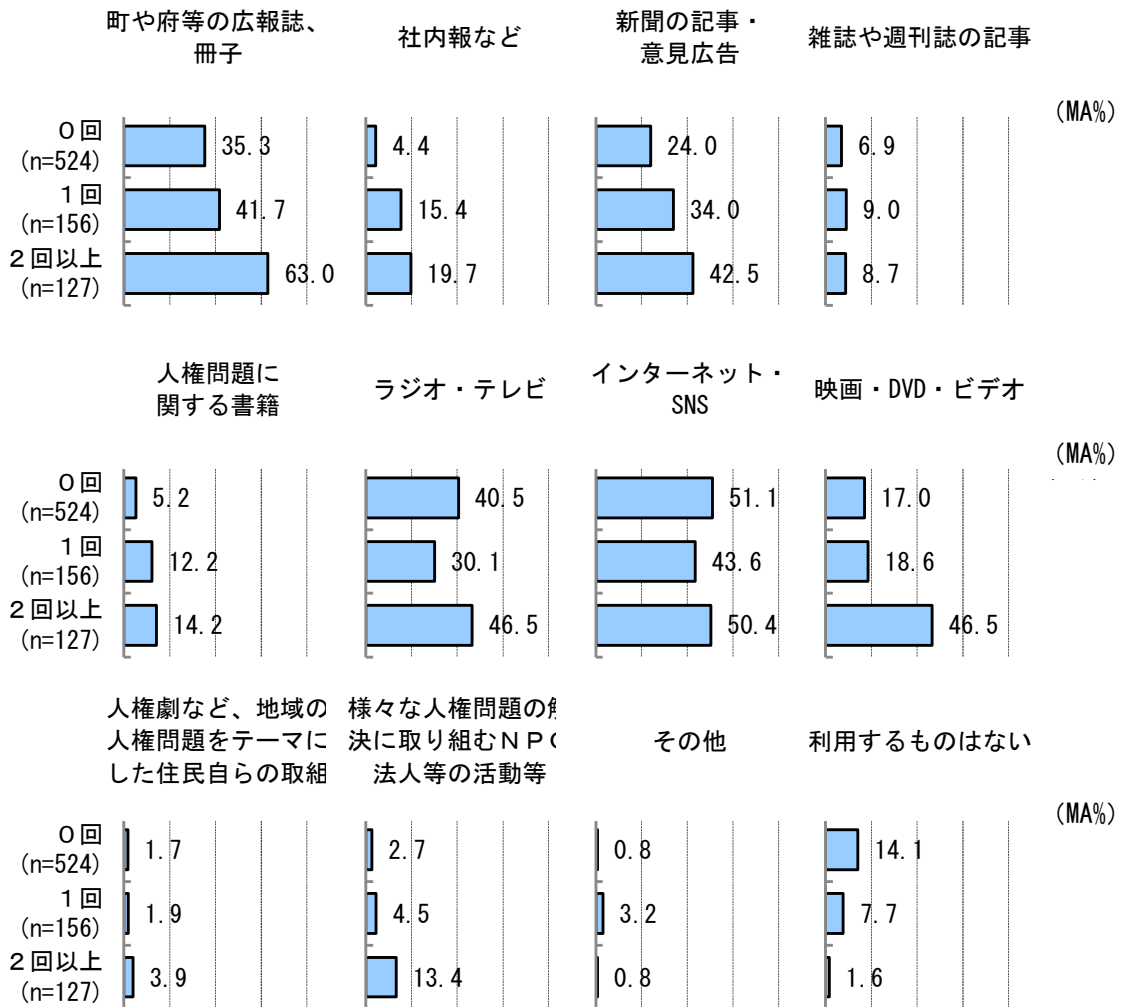 町や府等の広報誌、
冊子
社内報など
新聞の記事・
意見広告
雑誌や週刊誌の記事
(MA%)
０回
(n=524)
35.3
4.4
24.0
6.9
１回
(n=156)
41.7
15.4
34.0
9.0
２回以上
(n=127)
63.0
19.7
42.5
8.7
人権問題に
関する書籍
ラジオ・テレビ
インターネット・
SNS
映画・DVD・ビデオ
(MA%)
０回
(n=524)
5.2
40.5
51.1
17.0
１回
(n=156)
12.2
30.1
43.6
18.6
２回以上
(n=127)
14.2
46.5
50.4
46.5
人権劇など、地域の
人権問題をテーマに
した住民自らの取組
様々な人権問題の解
決に取り組むＮＰＯ
法人等の活動等
その他
利用するものはない
(MA%)
０回
(n=524)
1.7
2.7
0.8
14.1
１回
(n=156)
1.9
4.5
3.2
7.7
２回以上
(n=127)
3.9
13.4
0.8
1.6